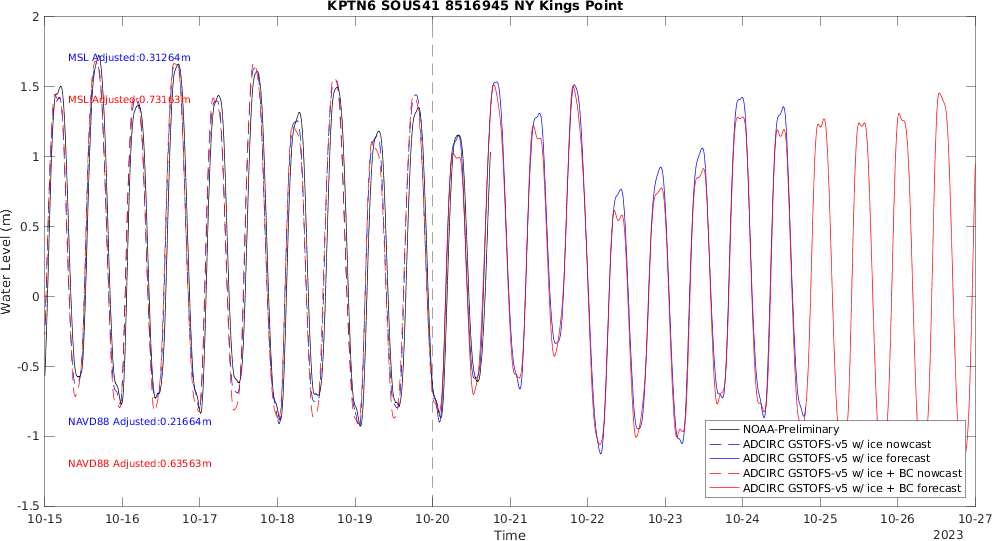 KPTN6 SOUS41 8516945 NY Kings Point
2
1.5
1
0.5
0
-0.5
-1
-1.5
Water Level (m)
MSL Adjusted:0.31264m
MSL Adjusted:0.73163m
NAVD88 Adjusted:0.21664m
NAVD88 Adjusted:0.63563m
NOAA-Preliminary
ADCIRC GSTOFS-v5 w/ ice nowcast
ADCIRC GSTOFS-v5 w/ ice forecast
ADCIRC GSTOFS-v5 w/ ice + BC nowcast
ADCIRC GSTOFS-v5 w/ ice + BC forecast
10-15 10-16 10-17 10-18 10-19 10-20 10-21 10-22 10-23 10-24 10-25 10-26 10-27
Time
2023